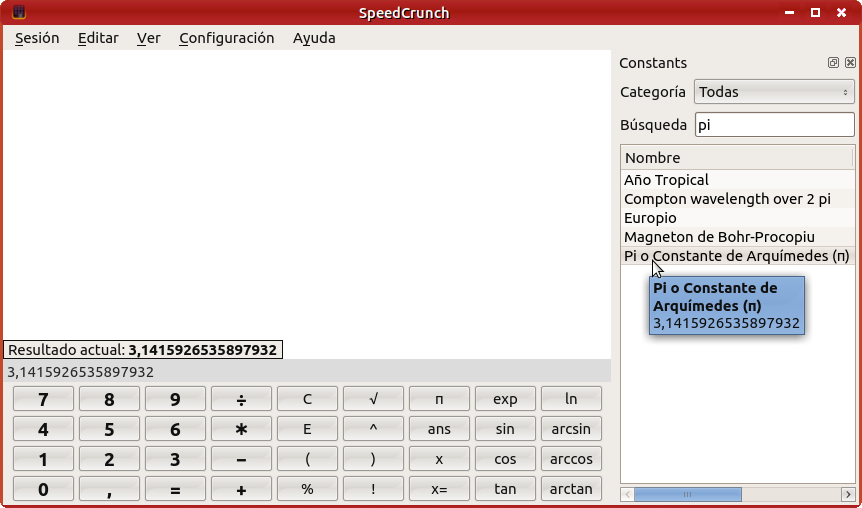 SpeedCrunch
Sesión Editar Ver Configuración Ayuda
Constants
Categoría Todas
Búsqueda pi
Nombre
Año Tropical
Compton wavelength over 2 pi
Europio
Magneton de Bohr-Procopiu
Pi o Constante de Arquímedes (π)
Pi o Constante de
Arquímedes (π)
3,1415926535897932
Resultado actual: 3,1415926535897932
3,1415926535897932
7 8 9 ÷ C √ π exp ln
4 5 6 * E ^ ans sin arcsin
1 2 3 − ( ) x cos arccos
0 , = + % ! x= tan arctan